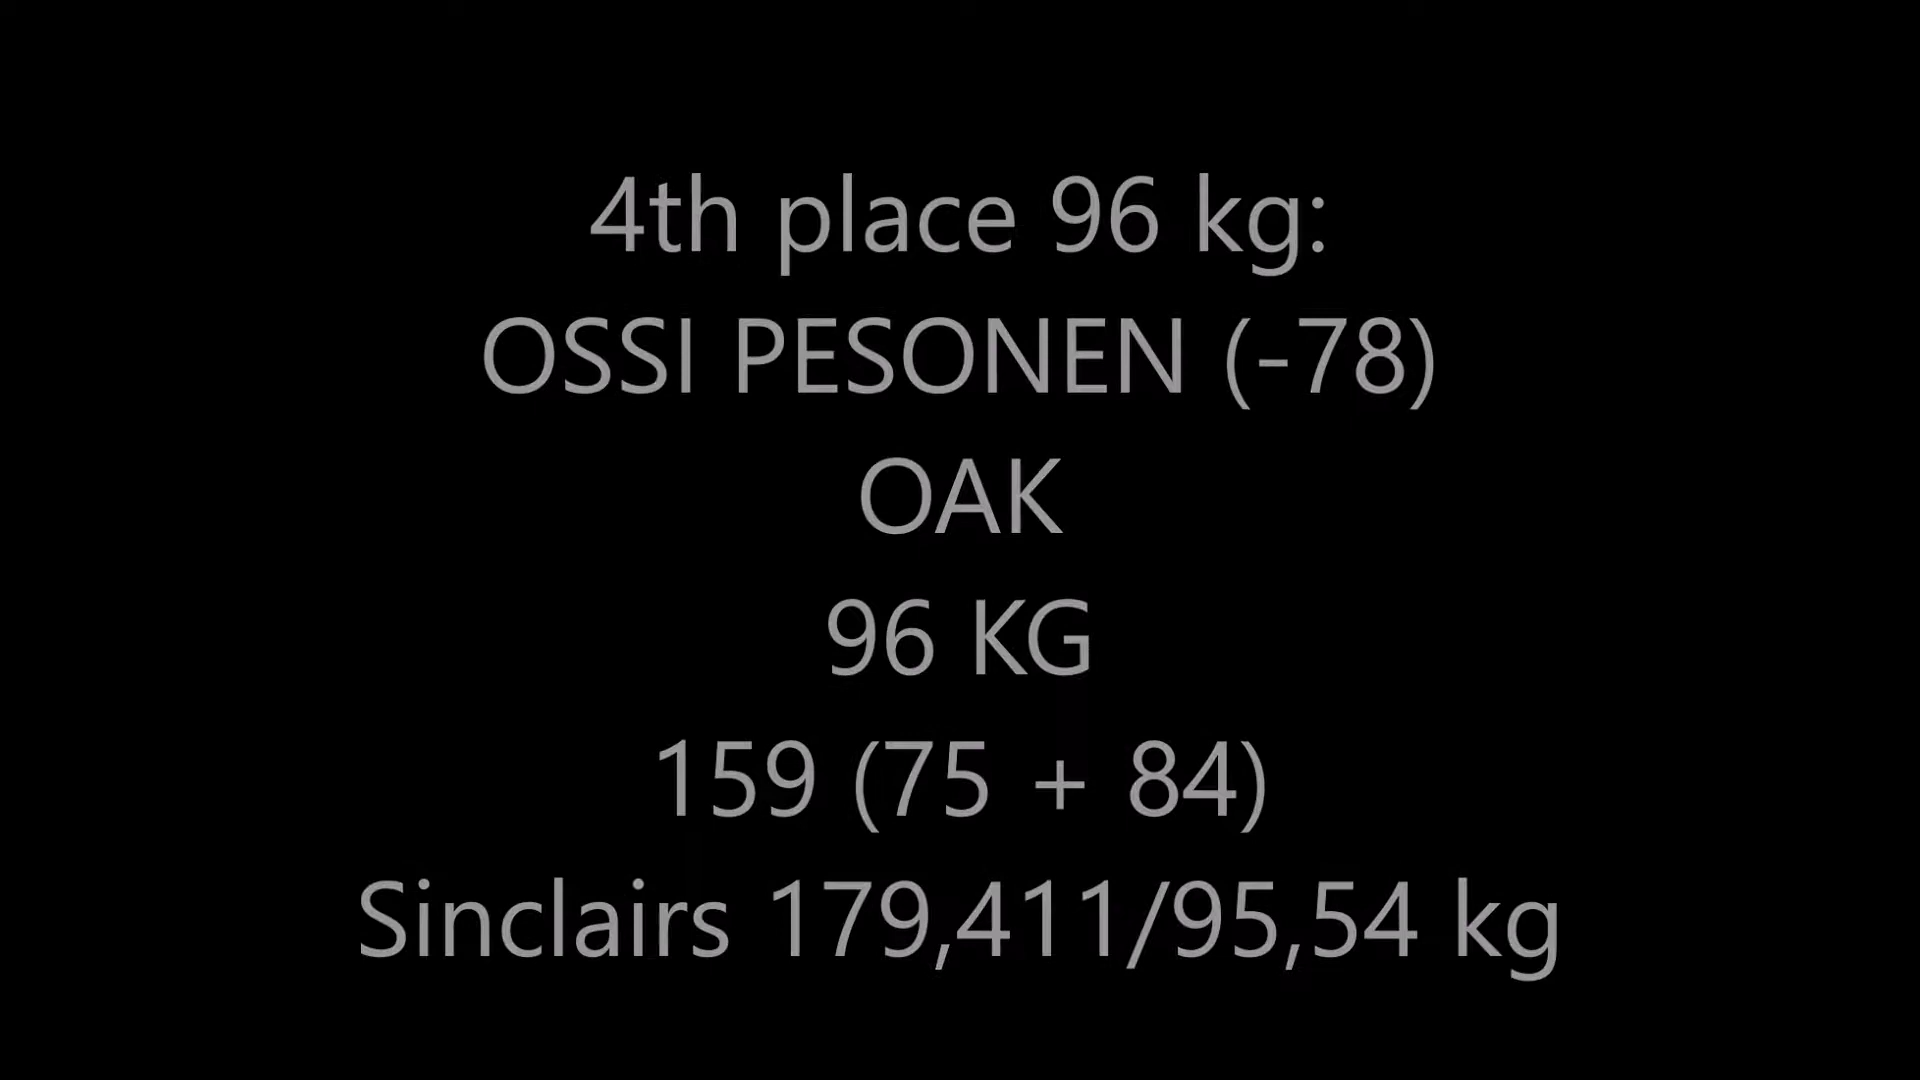 4th place 96 kg:
OSSI PESONEN (-78)
OAK
96 KG
159 (75 + 84)
Sinclairs 179,411/95,54 kg